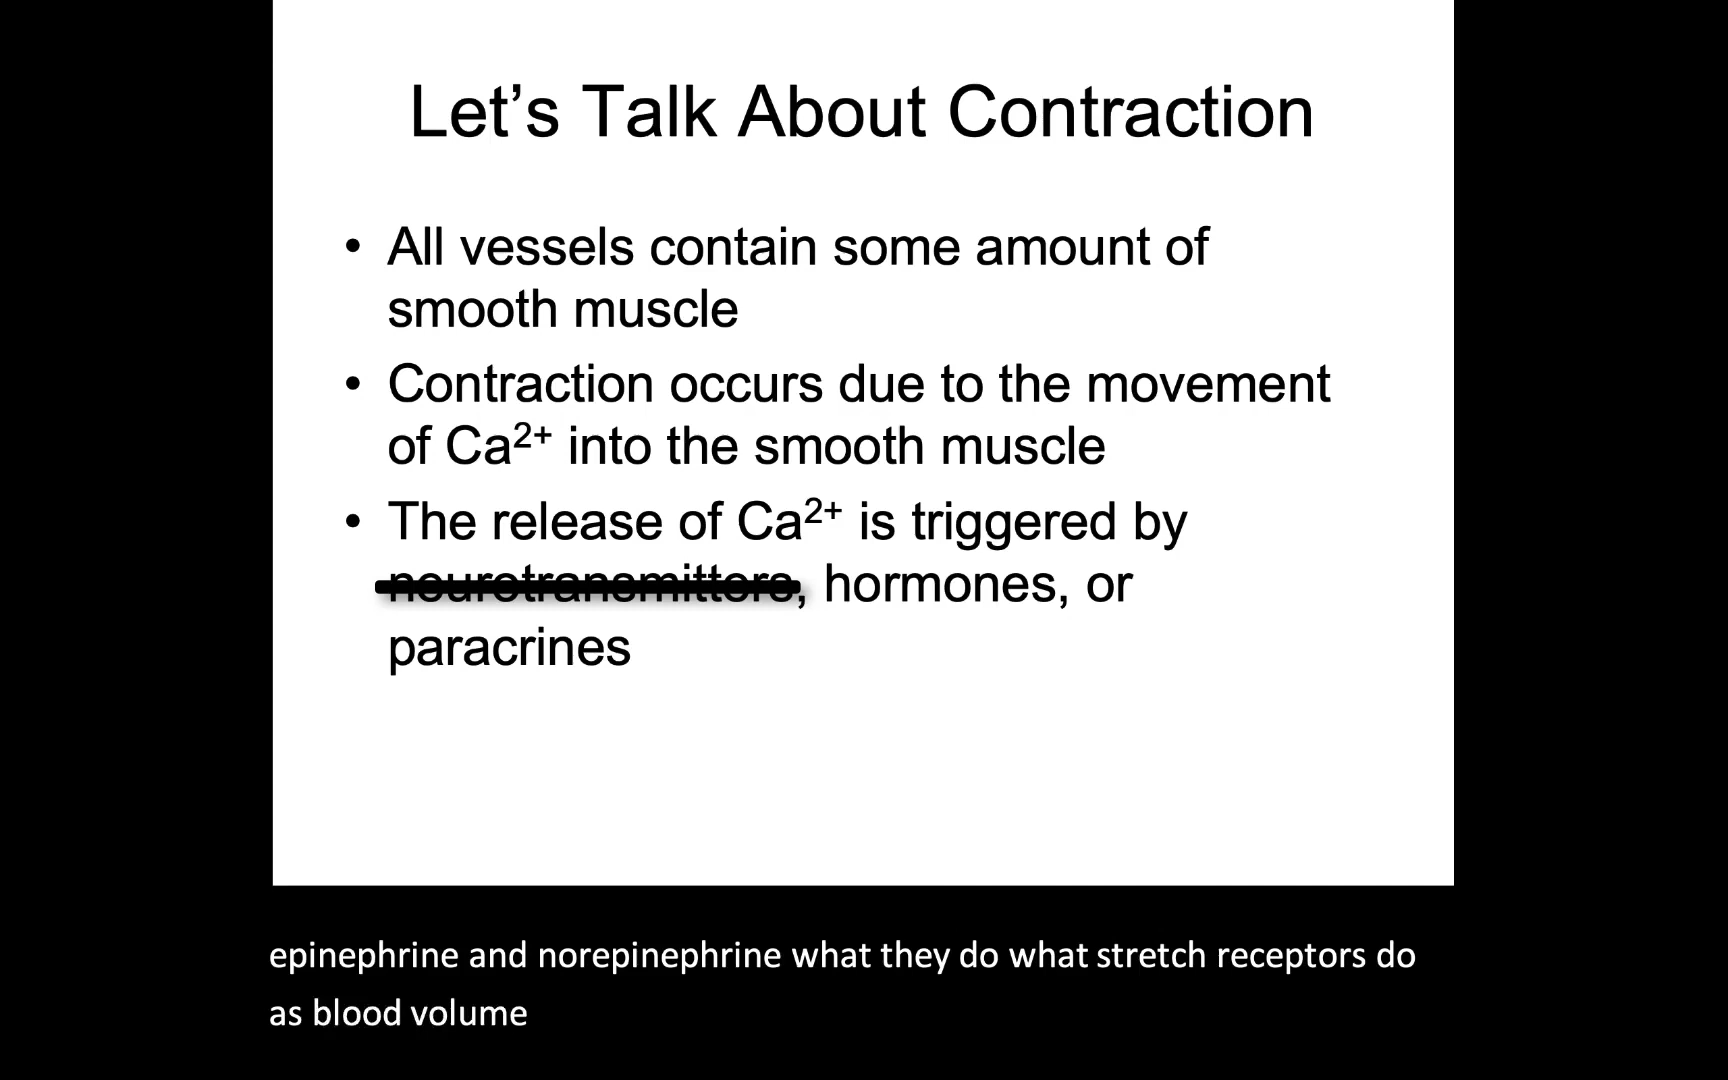 Let’s Talk About Contraction
• All vessels contain some amount of
smooth muscle
• Contraction occurs due to the movement
of Ca²⁺ into the smooth muscle
• The release of Ca²⁺ is triggered by
neurotransmitters, hormones, or
paracrines
epinephrine and norepinephrine what they do what stretch receptors do
as blood volume